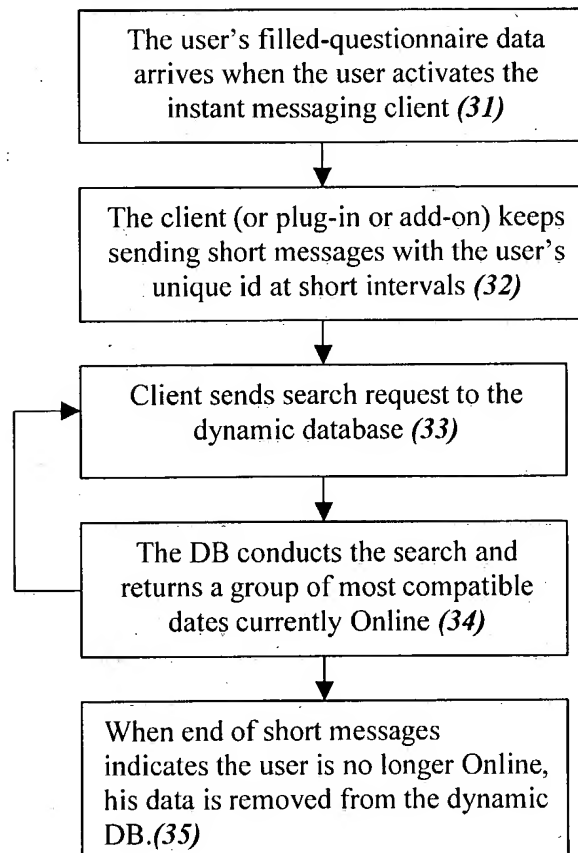 The user's filled-questionnaire data
arrives when the user activates the
instant messaging client (31)
The client (or plug-in or add-on) keeps
sending short messages with the user's
unique id at short intervals (32)
Client sends search request to the
dynamic database (33)
The DB conducts the search and
returns a group of most compatible
dates currently Online (34)
When end of short messages
indicates the user is no longer Online,
his data is removed from the dynamic
DB.(35)